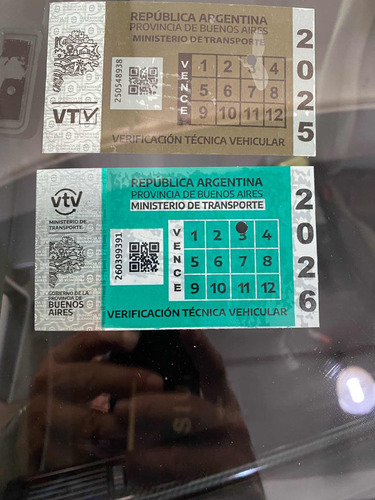 REPÚBLICA ARGENTINA
PROVINCIA DE BUENOS AIRES
MINISTERIO DE TRANSPORTE
VTV
250548938
VENCE
1 2 3 4
5 6 7 8
9 10 11 12
2025
VERIFICACIÓN TÉCNICA VEHICULAR
vtv
MINISTERIO DE
TRANSPORTE
GOBIERNO DE LA
PROVINCIA DE
BUENOS
AIRES
REPÚBLICA ARGENTINA
PROVINCIA DE BUENOS AIRES
MINISTERIO DE TRANSPORTE
260399391
VENCE
1 2 3 4
5 6 7 8
9 10 11 12
2026
VERIFICACIÓN TÉCNICA VEHICULAR